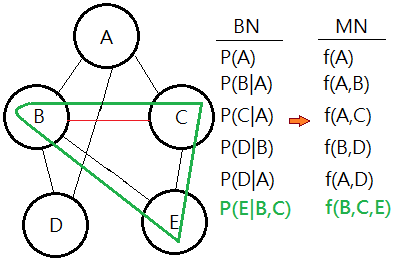 A
B
C
D
E
BN MN
P(A) f(A)
P(B|A) f(A,B)
P(C|A) f(A,C)
P(D|B) f(B,D)
P(D|A) f(A,D)
P(E|B,C) f(B,C,E)